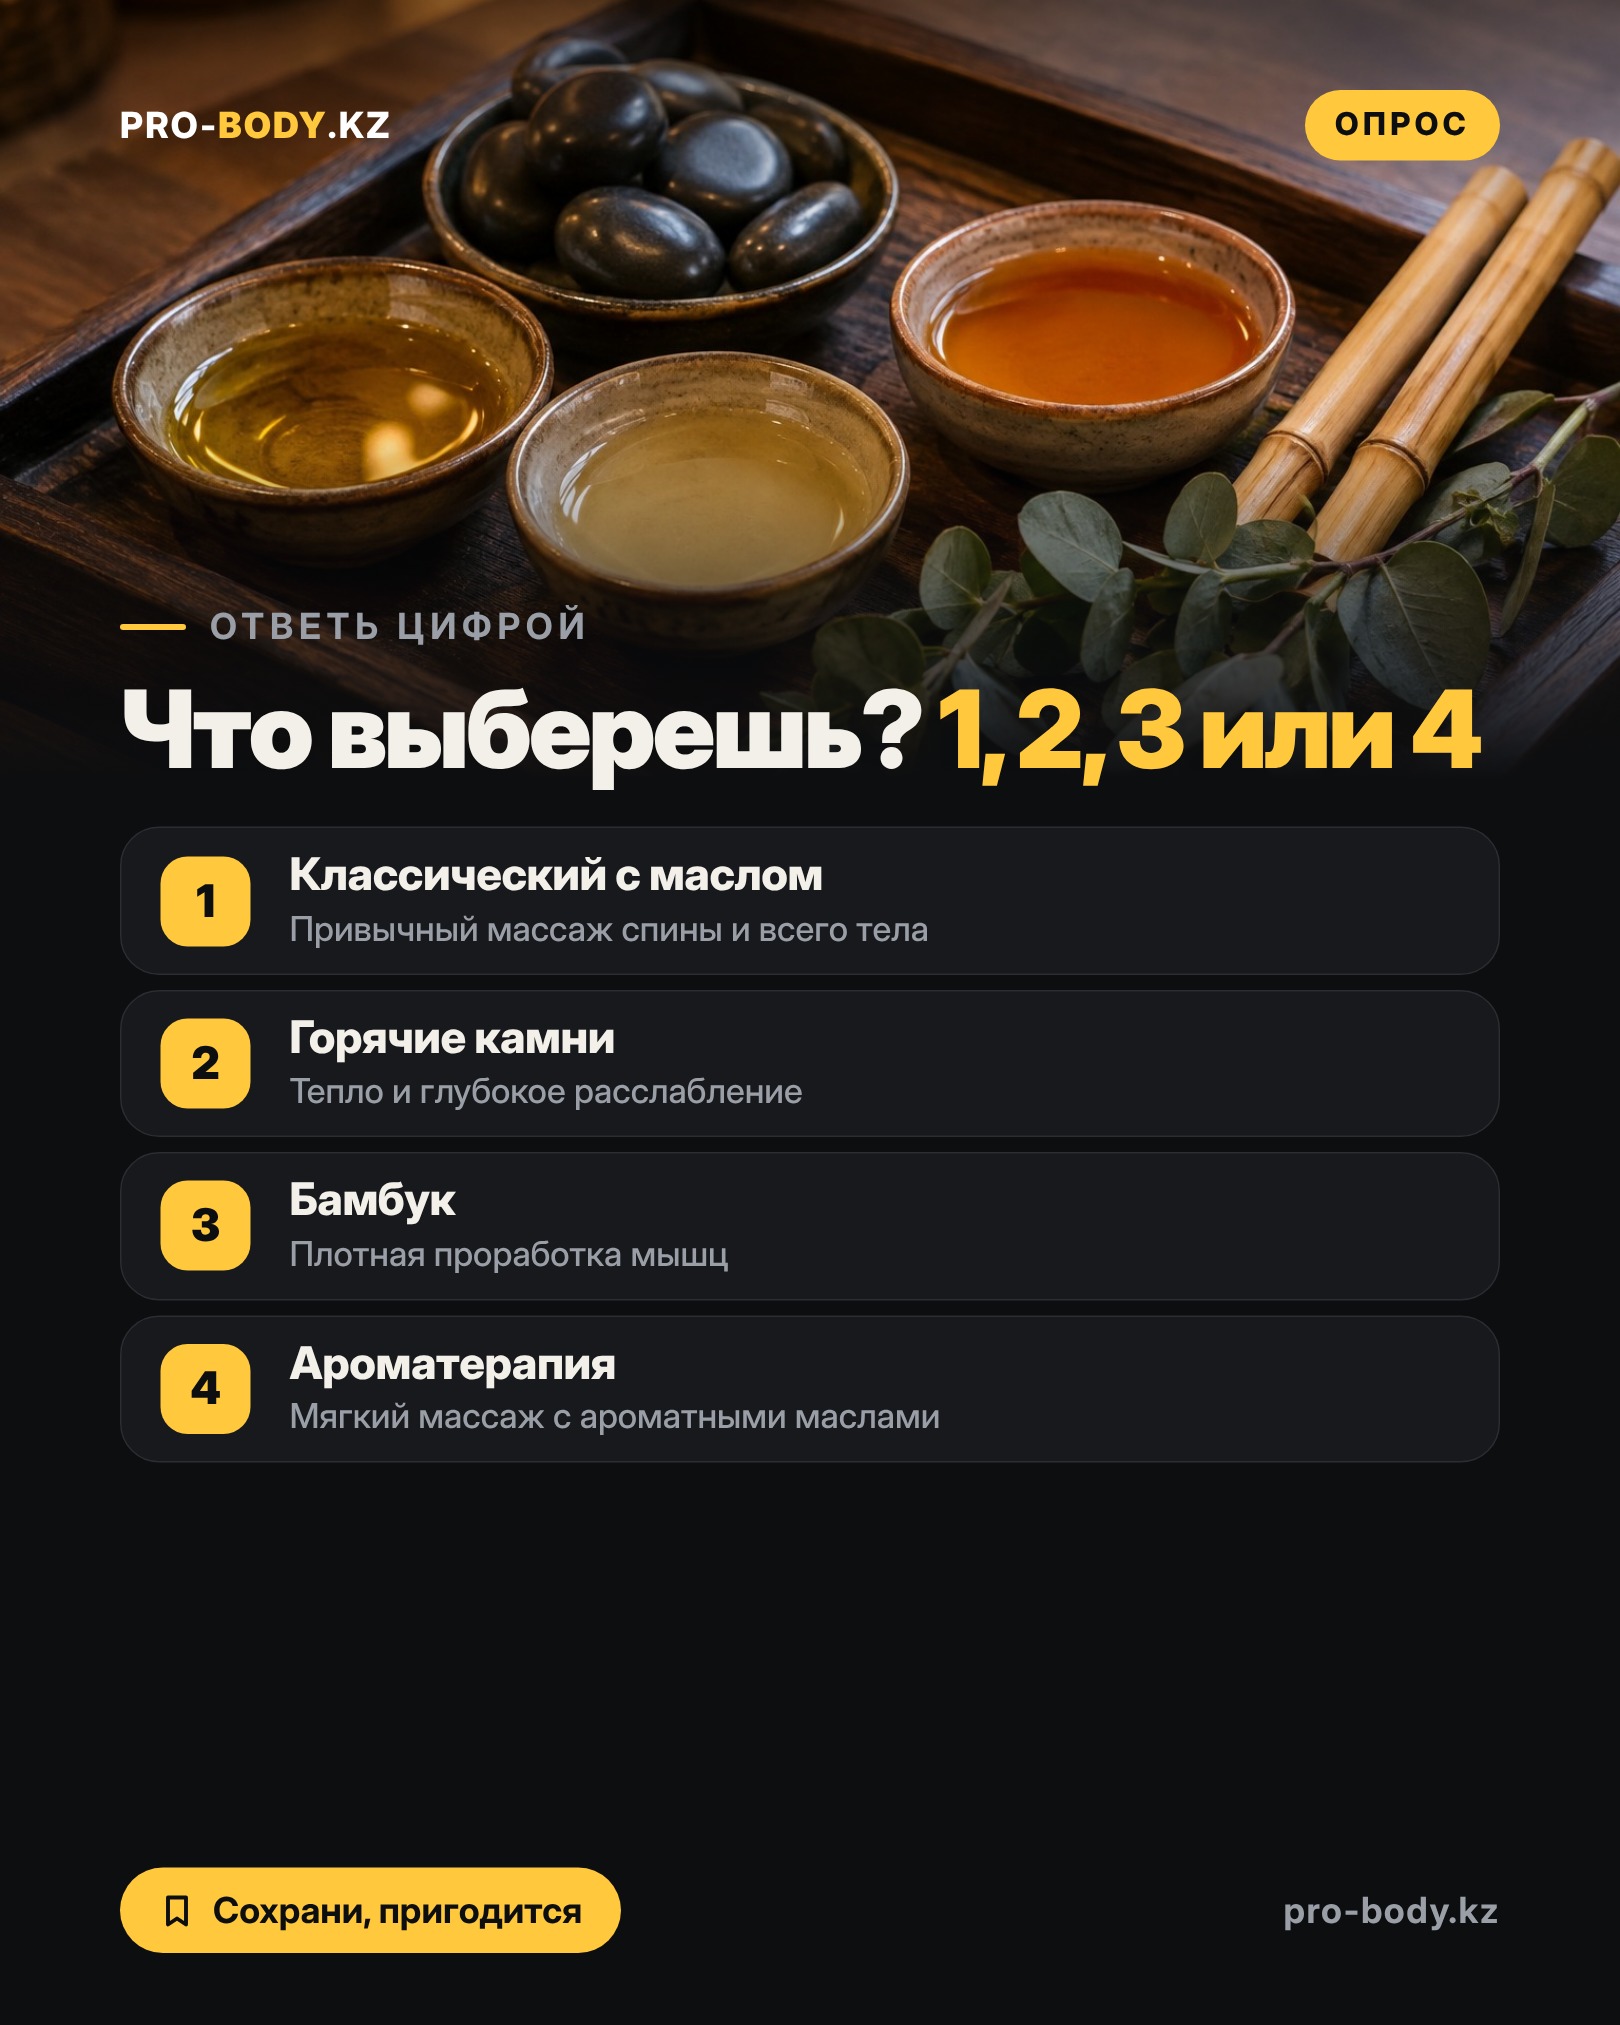 PRO-BODY.KZ
ОПРОС
ОТВЕТЬ ЦИФРОЙ
Что выберешь? 1, 2, 3 или 4
1
Классический с маслом
Привычный массаж спины и всего тела
2
Горячие камни
Тепло и глубокое расслабление
3
Бамбук
Плотная проработка мышц
4
Ароматерапия
Мягкий массаж с ароматными маслами
Сохрани, пригодится
pro-body.kz